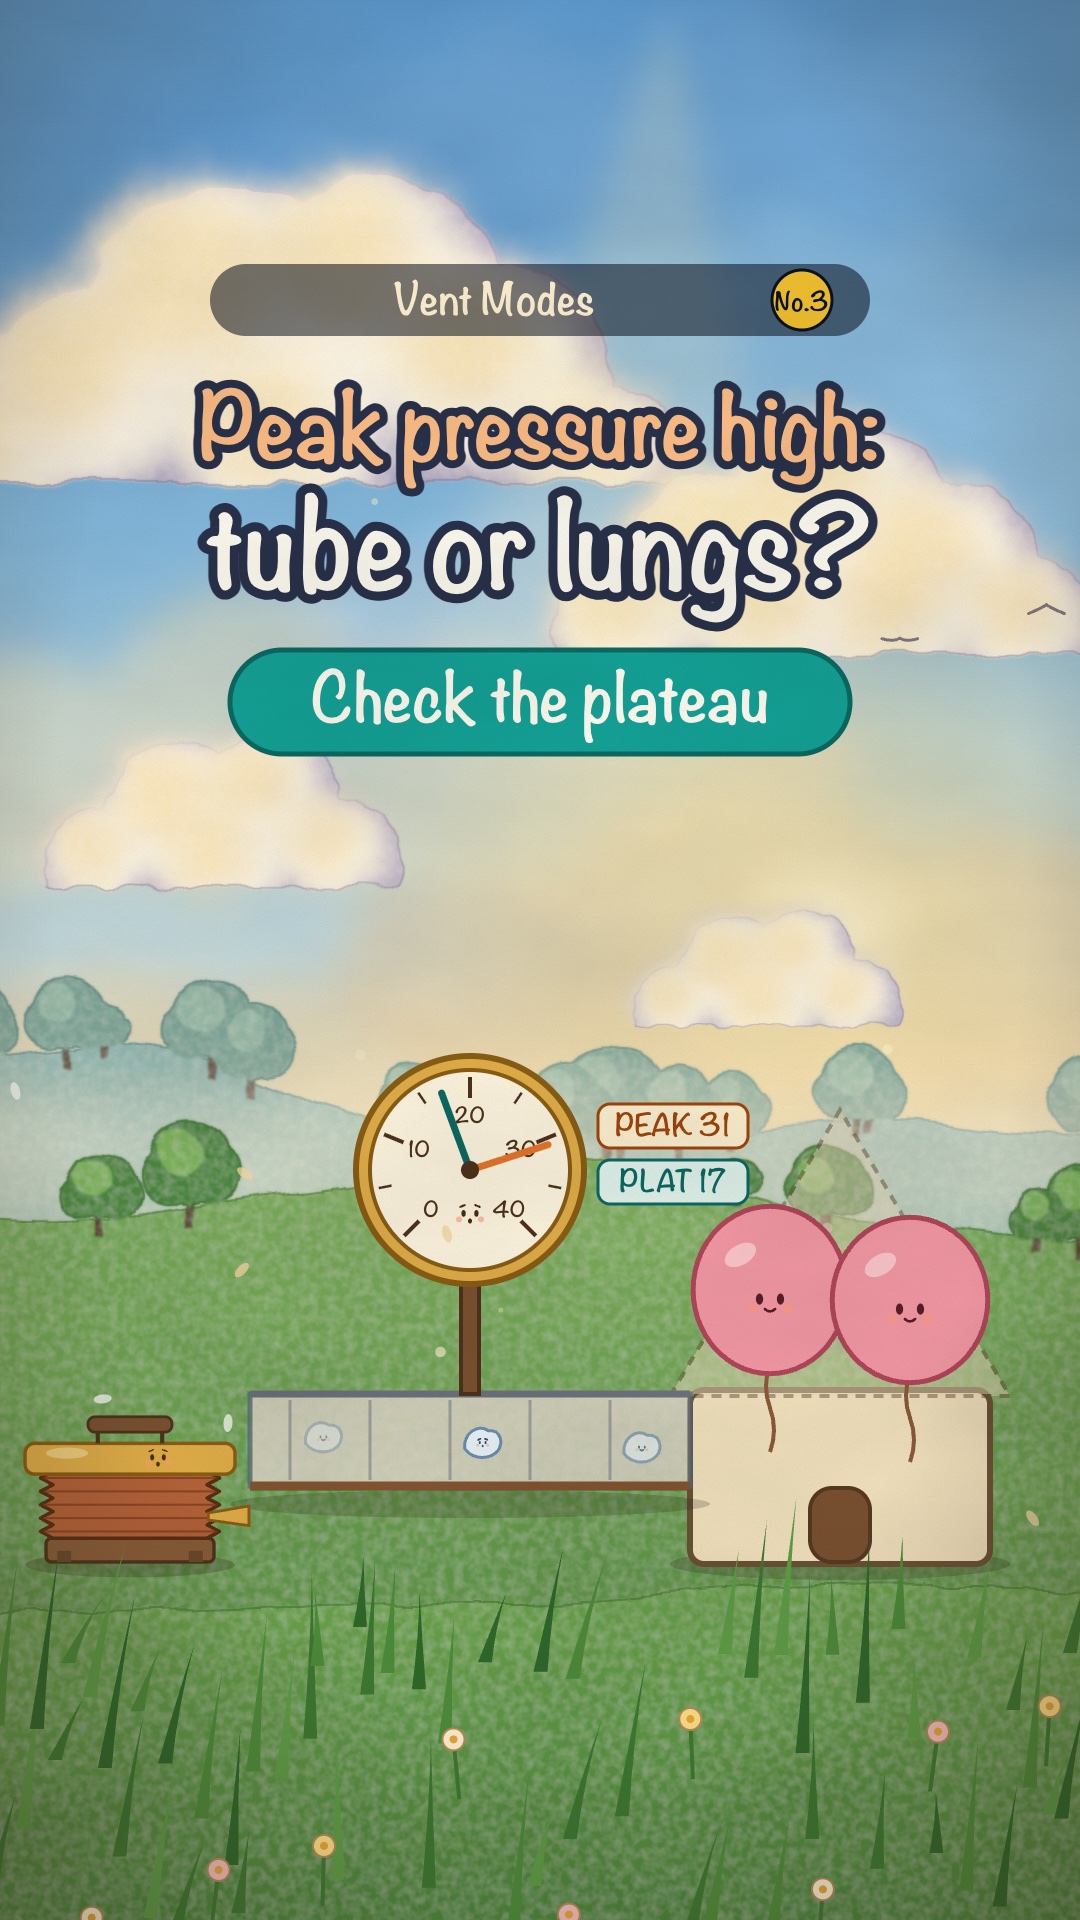 Vent Modes
No.3
Peak pressure high:
tube or lungs?
Check the plateau
20
10
30
0
40
PEAK 31
PLAT 17